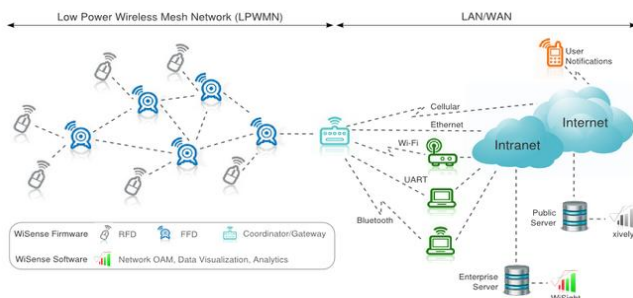 Low Power Wireless Mesh Network (LPWMN)
LAN/WAN
User
Notifications
Cellular
Ethernet
Internet
Wi-Fi
Intranet
UART
Bluetooth
Public
Server
xively
WiSense Firmware
RFD
FFD
Coordinator/Gateway
WiSense Software
Network OAM, Data Visualization, Analytics
Enterprise
Server
WiSight